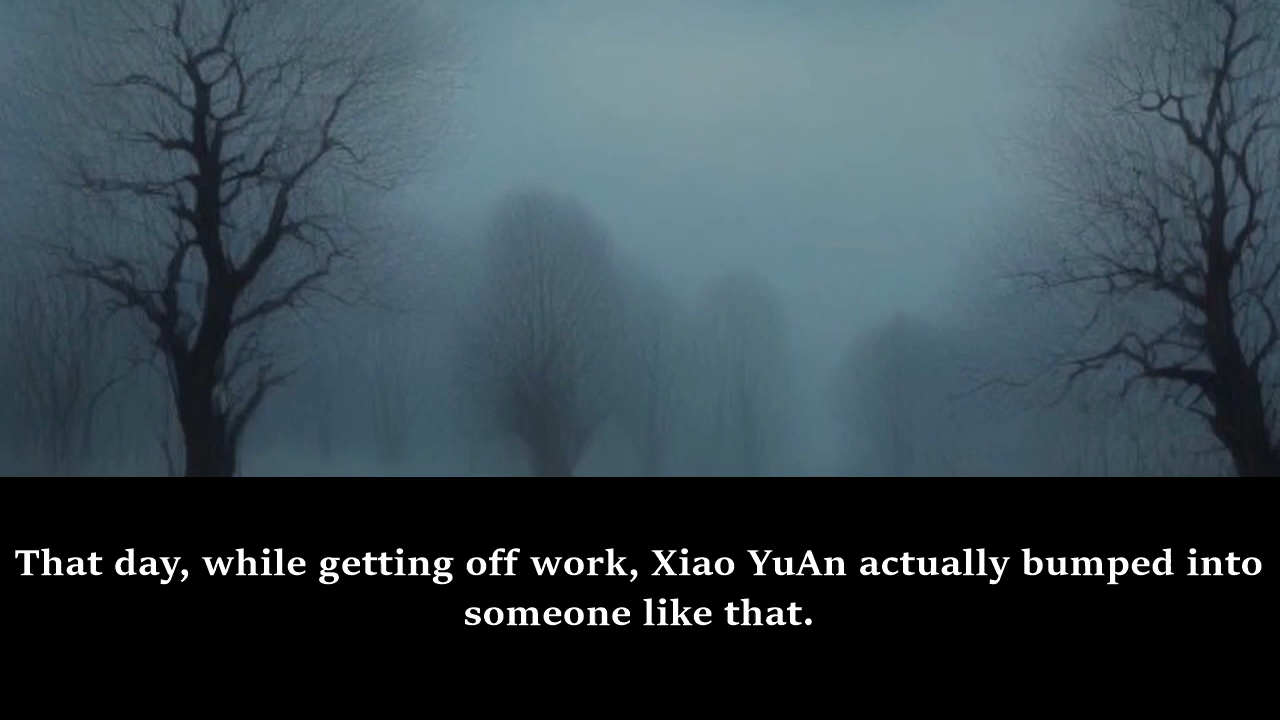 That day, while getting off work, Xiao YuAn actually bumped into
someone like that.